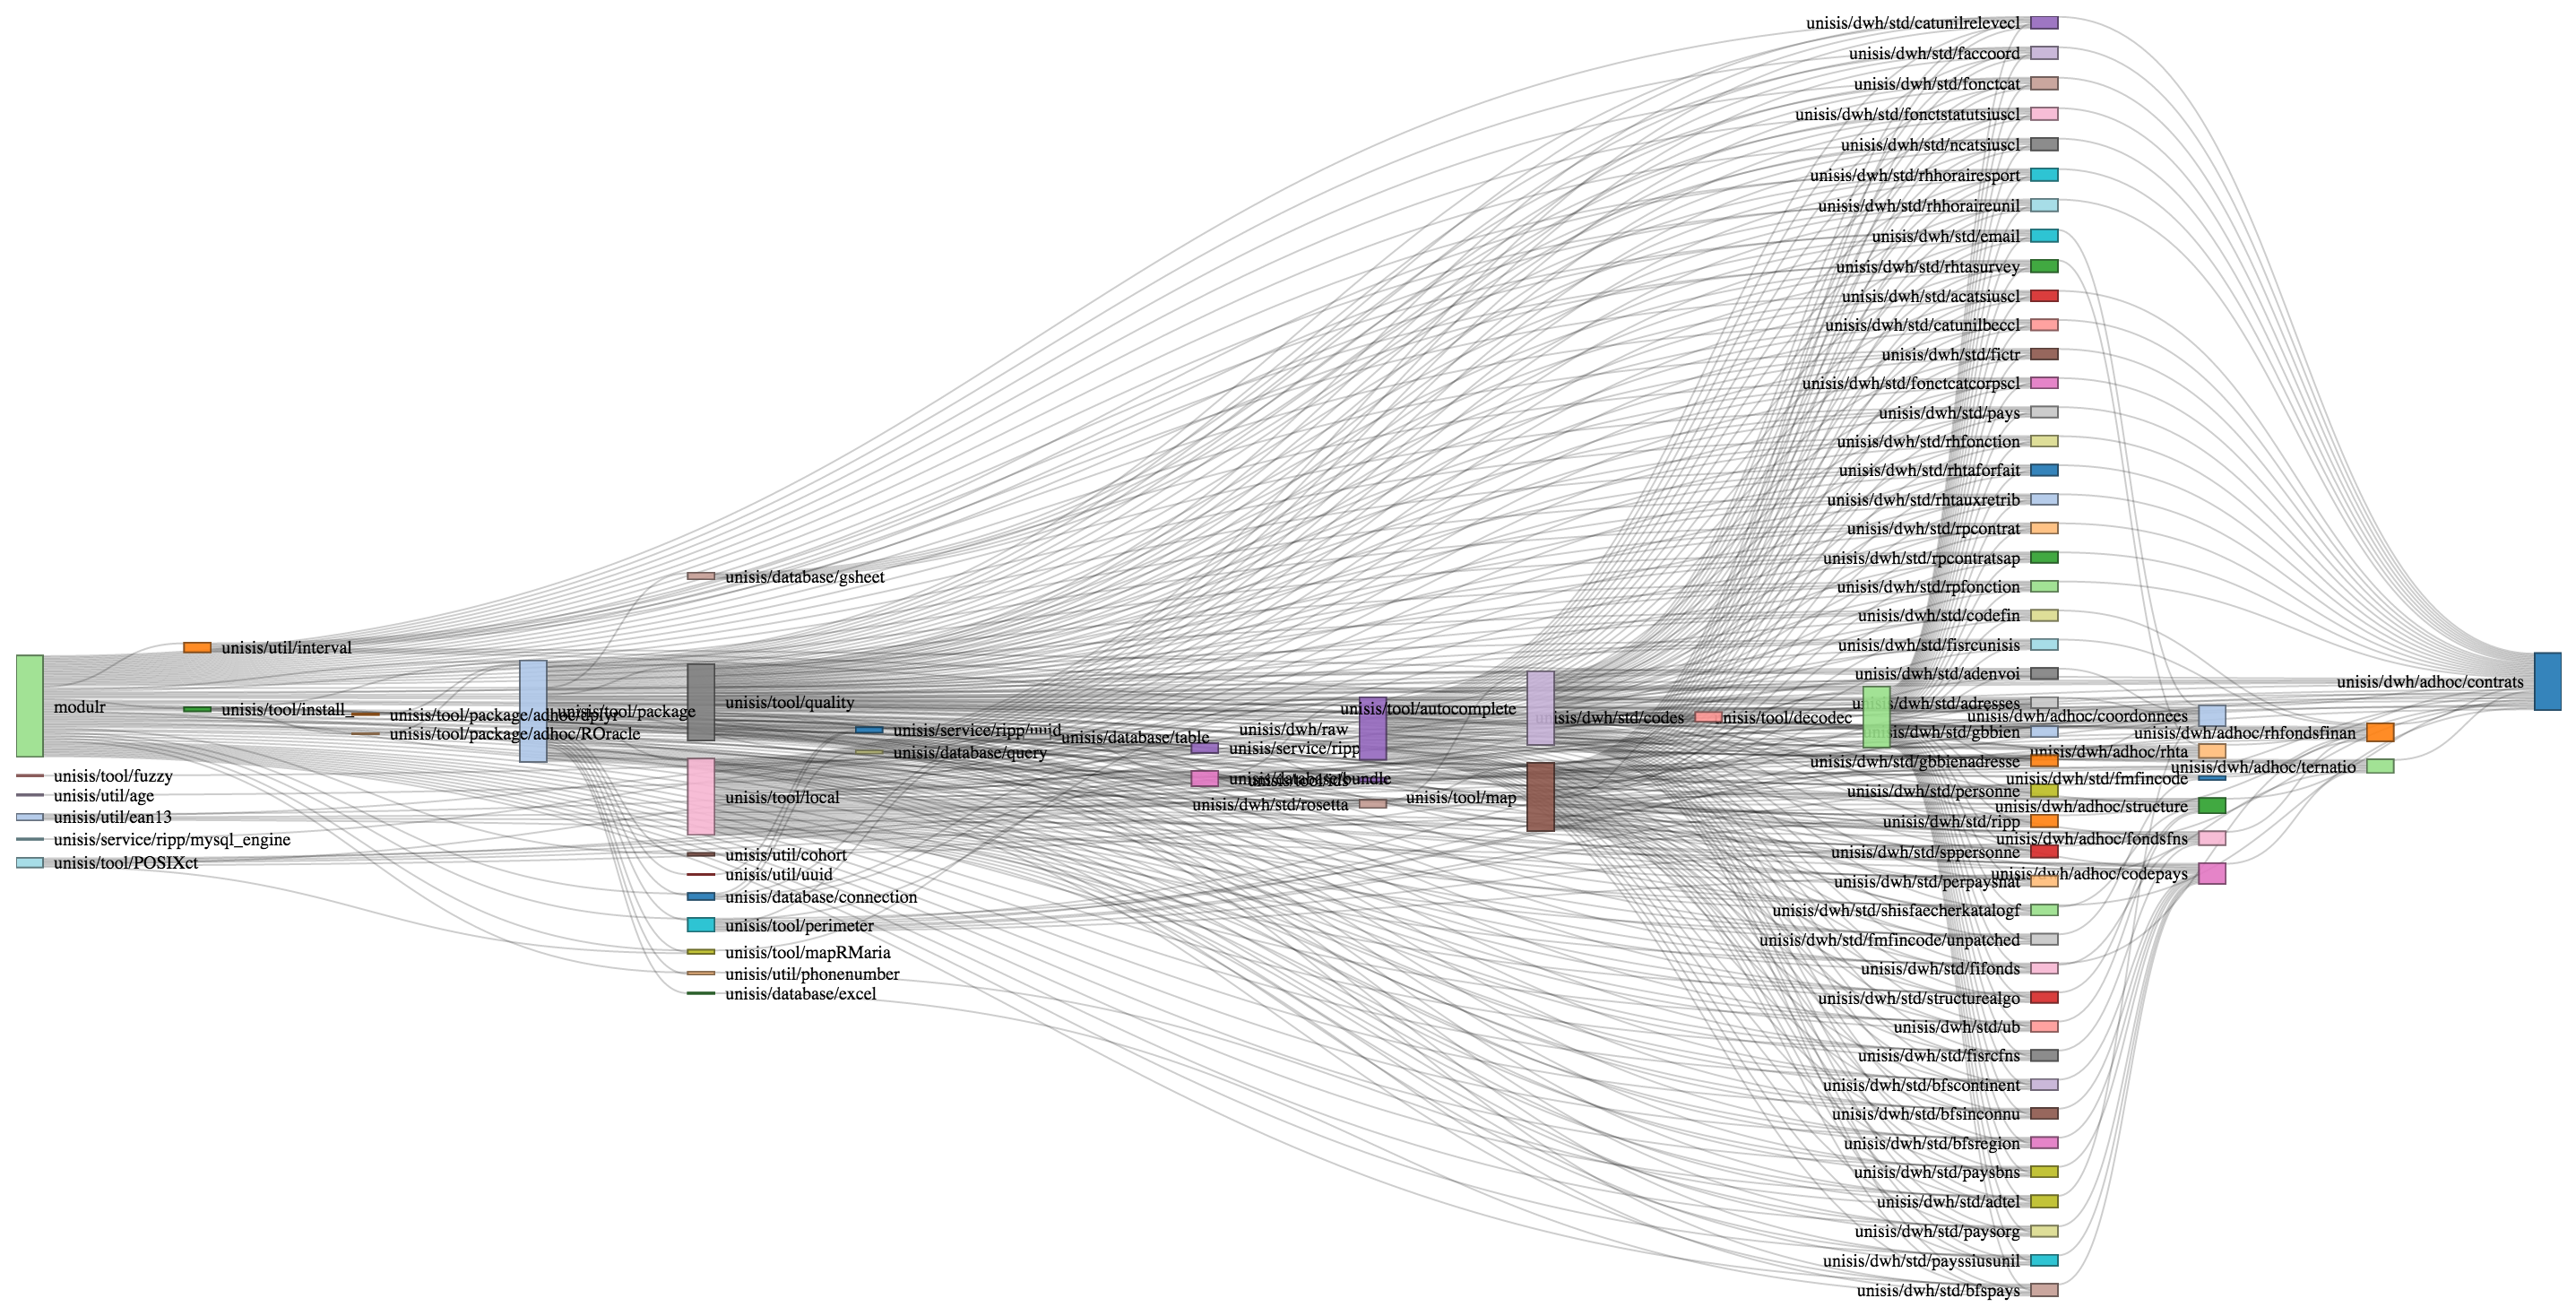 modulr
unisis/tool/fuzzy
unisis/util/age
unisis/util/ean13
unisis/service/ripp/mysql_engine
unisis/tool/POSIXct
unisis/util/interval
unisis/tool/install_
unisis/tool/package/adhoc/dplyr
unisis/tool/package/adhoc/ROracle
unisis/tool/package
unisis/database/gsheet
unisis/tool/quality
unisis/tool/local
unisis/util/cohort
unisis/util/uuid
unisis/database/connection
unisis/tool/perimeter
unisis/tool/mapRMaria
unisis/util/phonenumber
unisis/database/excel
unisis/service/ripp/uuid
unisis/database/query
unisis/database/table
unisis/service/ripp
unisis/database/bundle
unisis/dwh/raw
unisis/tool/ids
unisis/dwh/std/rosetta
unisis/tool/autocomplete
unisis/tool/map
unisis/dwh/std/codes
unisis/tool/decodec
unisis/dwh/std/catunilrelevecl
unisis/dwh/std/faccoord
unisis/dwh/std/fonctcat
unisis/dwh/std/fonctstatutsiuscl
unisis/dwh/std/ncatsiuscl
unisis/dwh/std/rhhorairesport
unisis/dwh/std/rhhoraireunil
unisis/dwh/std/email
unisis/dwh/std/rhtasurvey
unisis/dwh/std/acatsiuscl
unisis/dwh/std/catunilbeccl
unisis/dwh/std/fictr
unisis/dwh/std/fonctcatcorpscl
unisis/dwh/std/pays
unisis/dwh/std/rhfonction
unisis/dwh/std/rhtaforfait
unisis/dwh/std/rhtauxretrib
unisis/dwh/std/rpcontrat
unisis/dwh/std/rpcontratsap
unisis/dwh/std/rpfonction
unisis/dwh/std/codefin
unisis/dwh/std/fisrcunisis
unisis/dwh/std/adenvoi
unisis/dwh/std/adresses
unisis/dwh/std/gbbien
unisis/dwh/std/gbbienadresse
unisis/dwh/std/personne
unisis/dwh/std/ripp
unisis/dwh/std/sppersonne
unisis/dwh/std/perpaysnat
unisis/dwh/std/shisfaecherkatalogf
unisis/dwh/std/fmfincode/unpatched
unisis/dwh/std/fifonds
unisis/dwh/std/structurealgo
unisis/dwh/std/ub
unisis/dwh/std/fisrcfns
unisis/dwh/std/bfscontinent
unisis/dwh/std/bfsinconnu
unisis/dwh/std/bfsregion
unisis/dwh/std/paysbns
unisis/dwh/std/adtel
unisis/dwh/std/paysorg
unisis/dwh/std/payssiusunil
unisis/dwh/std/bfspays
unisis/dwh/adhoc/coordonnees
unisis/dwh/adhoc/rhta
unisis/dwh/std/fmfincode
unisis/dwh/adhoc/structure
unisis/dwh/adhoc/fondsfns
unisis/dwh/adhoc/codepays
unisis/dwh/adhoc/rhfondsfinan
unisis/dwh/adhoc/ternatio
unisis/dwh/adhoc/contrats